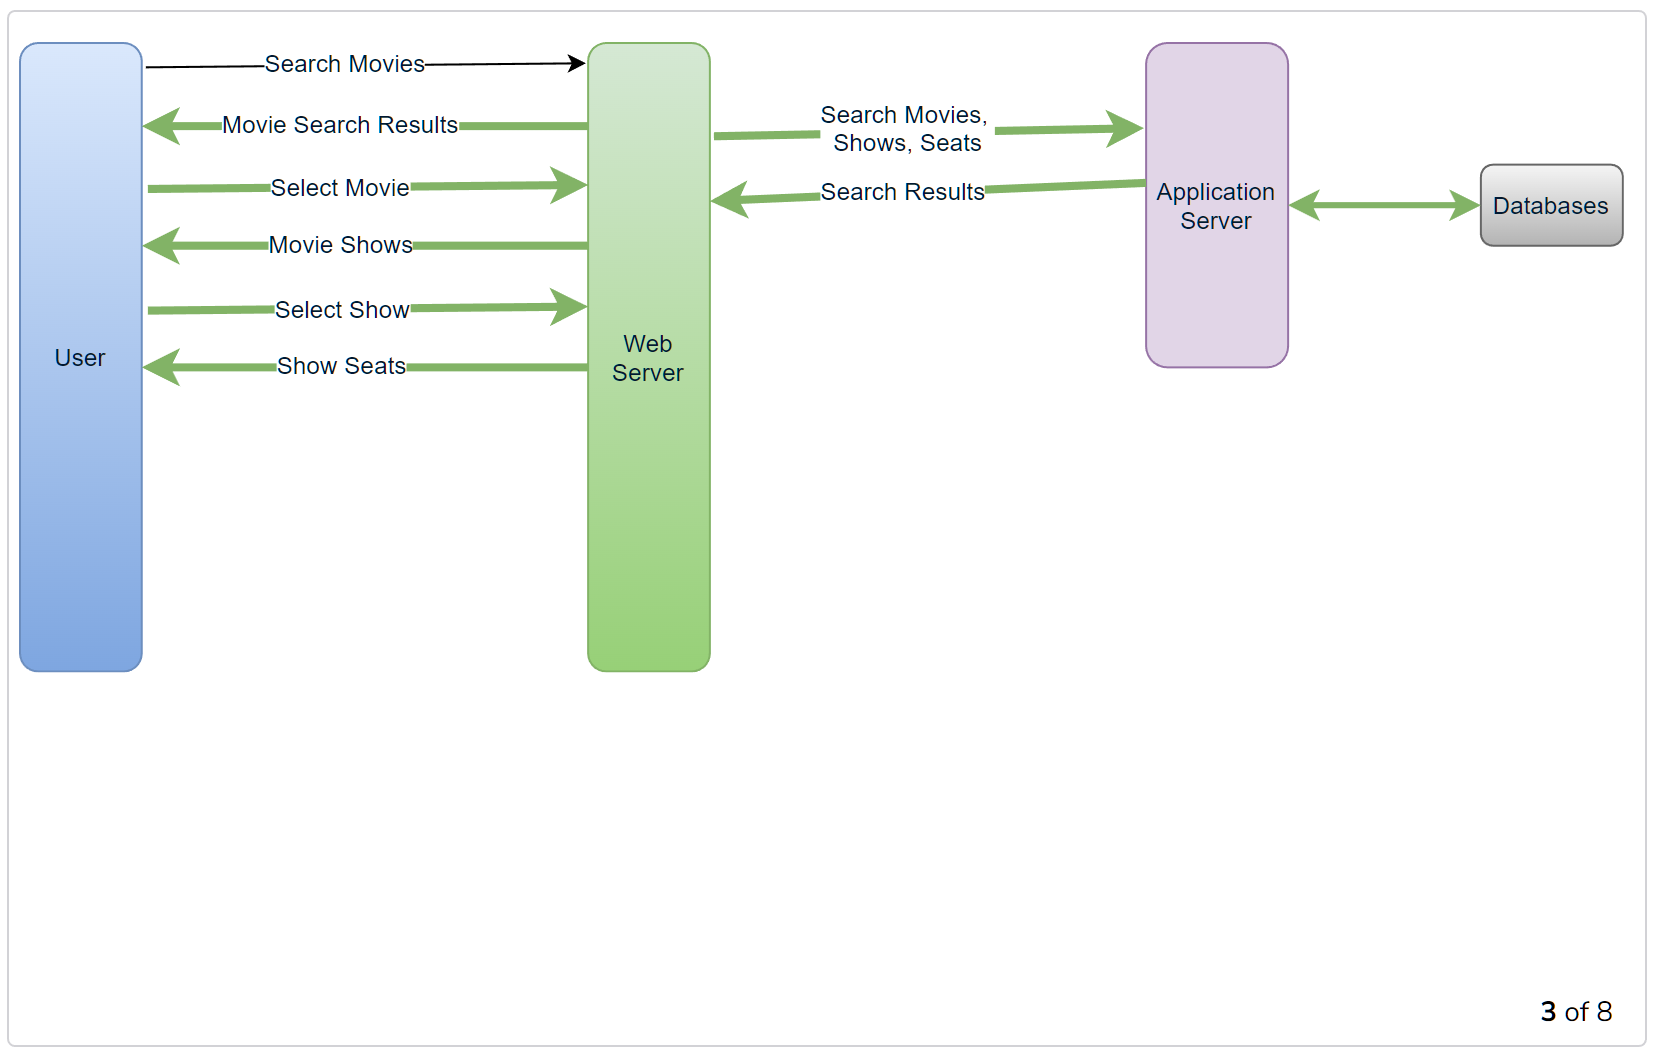 Search Movies
Movie Search Results
Select Movie
Movie Shows
Select Show
Show Seats
User
Web
Server
Search Movies,
Shows, Seats
Search Results
Application
Server
Databases
3 of 8